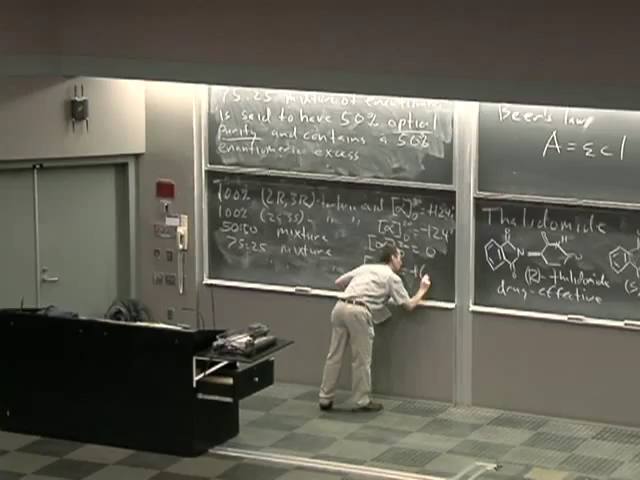 75:25 mixture of enantiomers
is said to have 50% optical
purity and contains a 50%
enantiomeric excess
100% (2R,3R)-tartaric acid [α]D = +12.4°
100% (2S,3S)- " " [α]D = -12.4°
50:50 mixture [α]D = 0
75:25 mixture
Beer's law
A = εcl
Thalidomide
(R)-thalidomide
drug-effective
(S